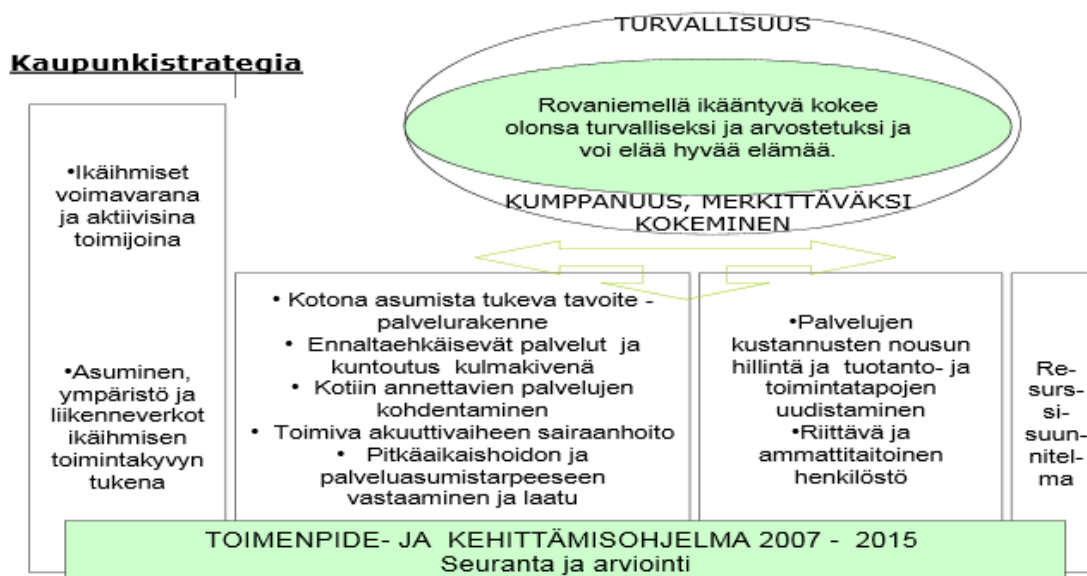 Kaupunkistrategia
TURVALLISUUS
Rovaniemellä ikääntyvä kokee
olonsa turvalliseksi ja arvostetuksi ja
voi elää hyvää elämää.
KUMPPANUUS, MERKITTÄVÄKSI
KOKEMINEN
•Ikäihmiset
voimavarana
ja aktiivisina
toimijoina
•Asuminen,
ympäristö ja
liikenneverkot
ikäihmisen
toimintakyvyn
tukena
• Kotona asumista tukeva tavoite -
palvelurakenne
• Ennaltaehkäisevät palvelut ja
kuntoutus kulmakivenä
• Kotiin annettavien palvelujen
kohdentaminen
• Toimiva akuuttivaiheen sairaanhoito
• Pitkäaikaishoidon ja
palveluasumistarpeeseen
vastaaminen ja laatu
•Palvelujen
kustannusten nousun
hillintä ja tuotanto- ja
toimintatapojen
uudistaminen
•Riittävä ja
ammattitaitoinen
henkilöstö
Re-
surs-
si-
suun-
nitel-
ma
TOIMENPIDE- JA KEHITTÄMISOHJELMA 2007 - 2015
Seuranta ja arviointi